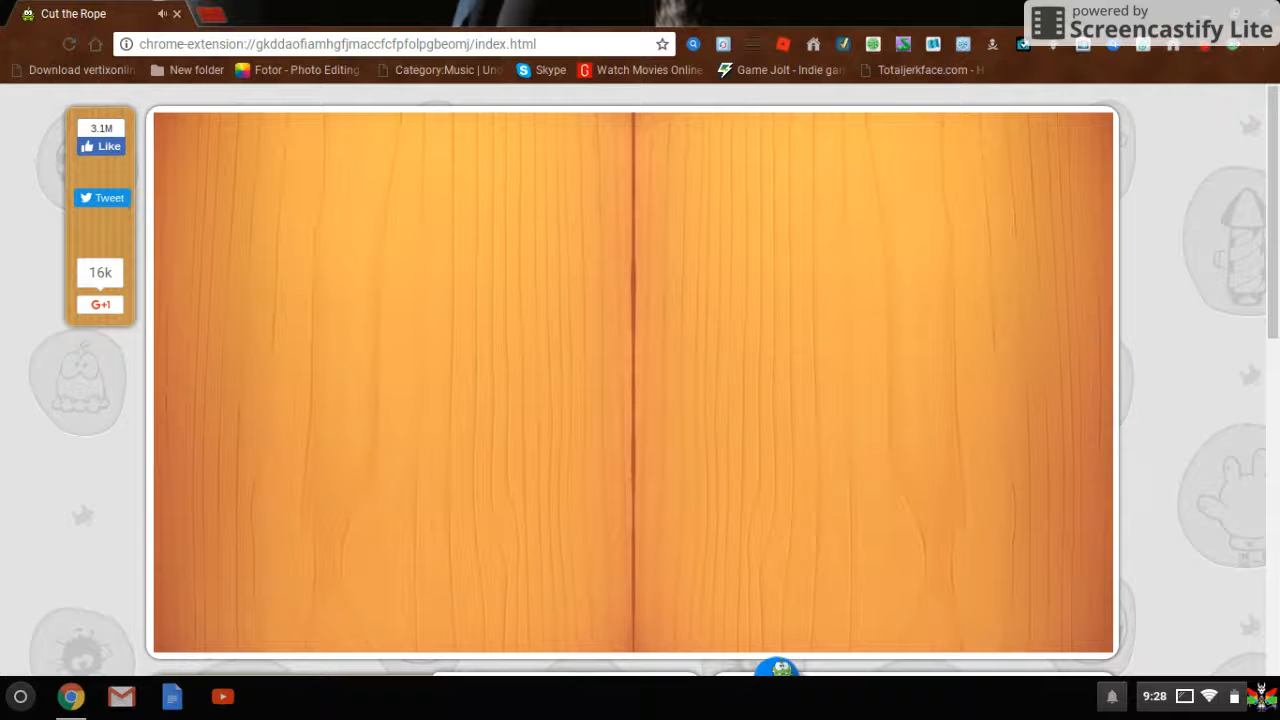 Cut the Rope
powered by
Screencastify Lite
chrome-extension://gkddaofiamhgfjmaccfcfpfolpgbeomj/index.html
Download vertixonlin
New folder
Fotor - Photo Editing
Category:Music | Und
Skype
Watch Movies Online
Game Jolt - Indie gam
Totaljerkface.com - H
3.1M
Like
Tweet
16k
G+1
9:28